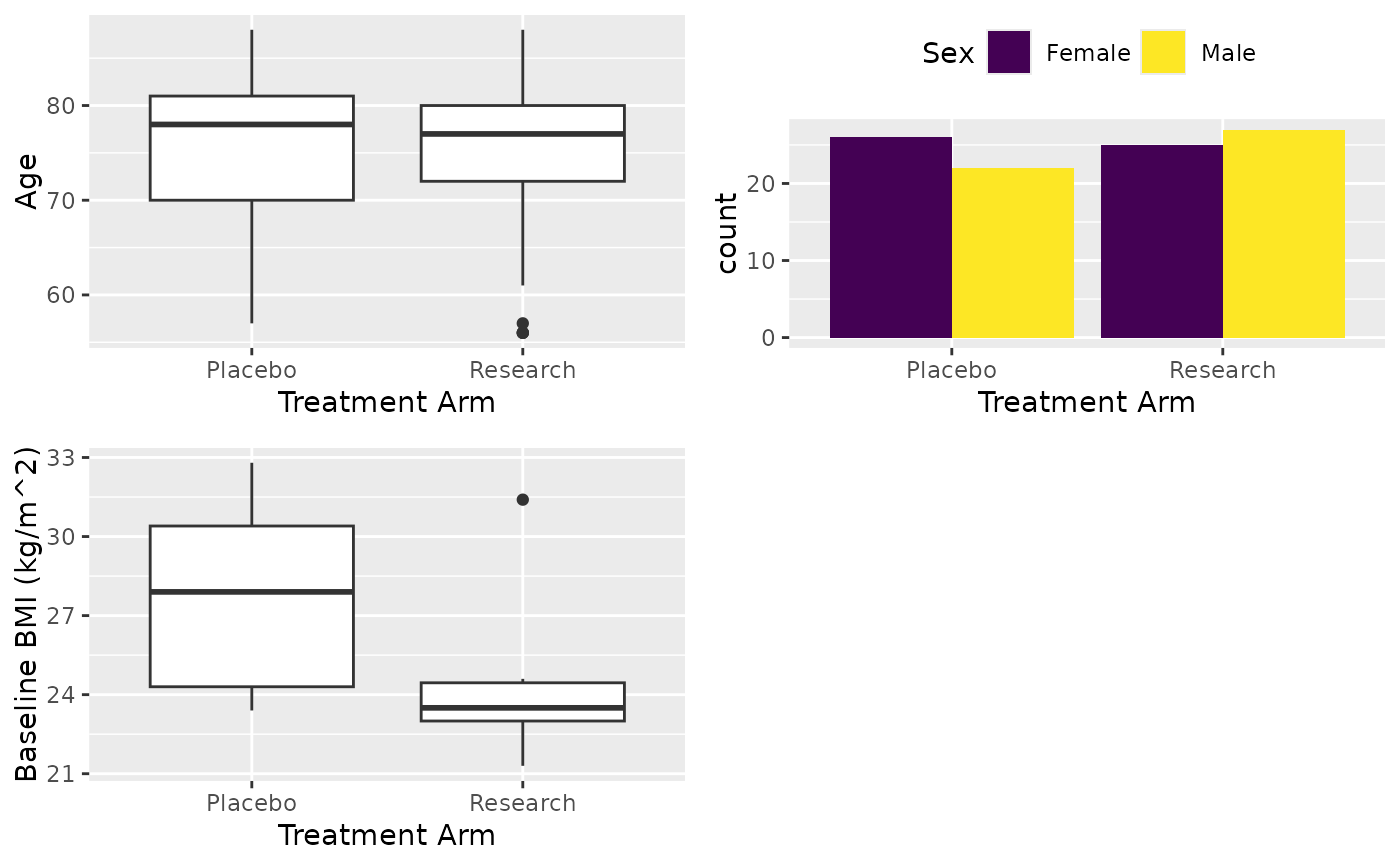 Age
80
70
60
Placebo Research
Treatment Arm
Sex Female Male
count
20
10
0
Placebo Research
Treatment Arm
Baseline BMI (kg/m^2)
33
30
27
24
21
Placebo Research
Treatment Arm